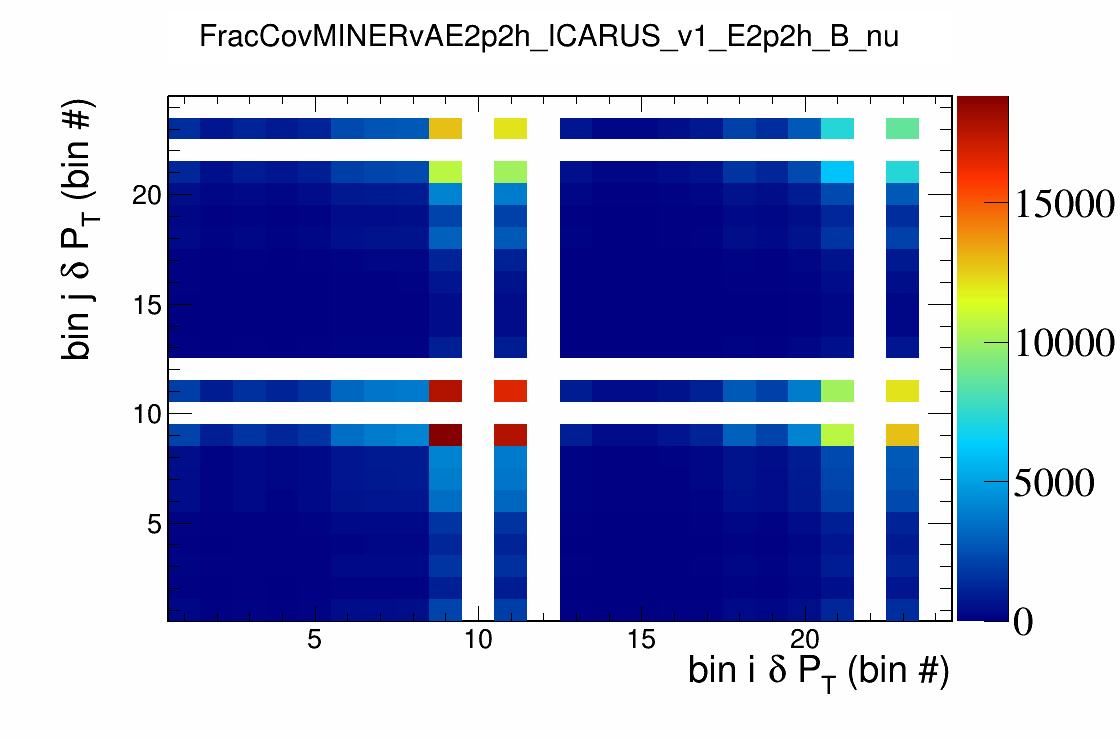 FracCovMINERvAE2p2h_ICARUS_v1_E2p2h_B_nu
bin j δ P_T (bin #)
20
15
10
5
5 10 15 20
bin i δ P_T (bin #)
15000
10000
5000
0